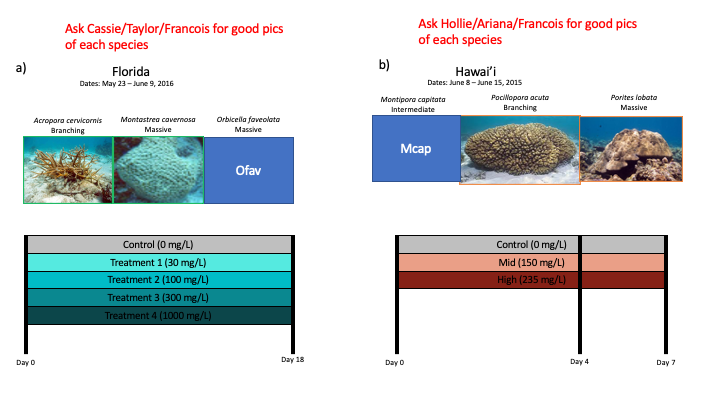 Ask Cassie/Taylor/Francois for good pics
of each species
a)
Florida
Dates: May 23 – June 9, 2016
Acropora cervicornis
Branching
Montastrea cavernosa
Massive
Orbicella faveolata
Massive
Ofav
Control (0 mg/L)
Treatment 1 (30 mg/L)
Treatment 2 (100 mg/L)
Treatment 3 (300 mg/L)
Treatment 4 (1000 mg/L)
Day 0
Day 18
Ask Hollie/Ariana/Francois for good pics
of each species
b)
Hawai’i
Dates: June 8 – June 15, 2015
Montipora capitata
Intermediate
Pocillopora acuta
Branching
Porites lobata
Massive
Mcap
Control (0 mg/L)
Mid (150 mg/L)
High (235 mg/L)
Day 0
Day 4
Day 7